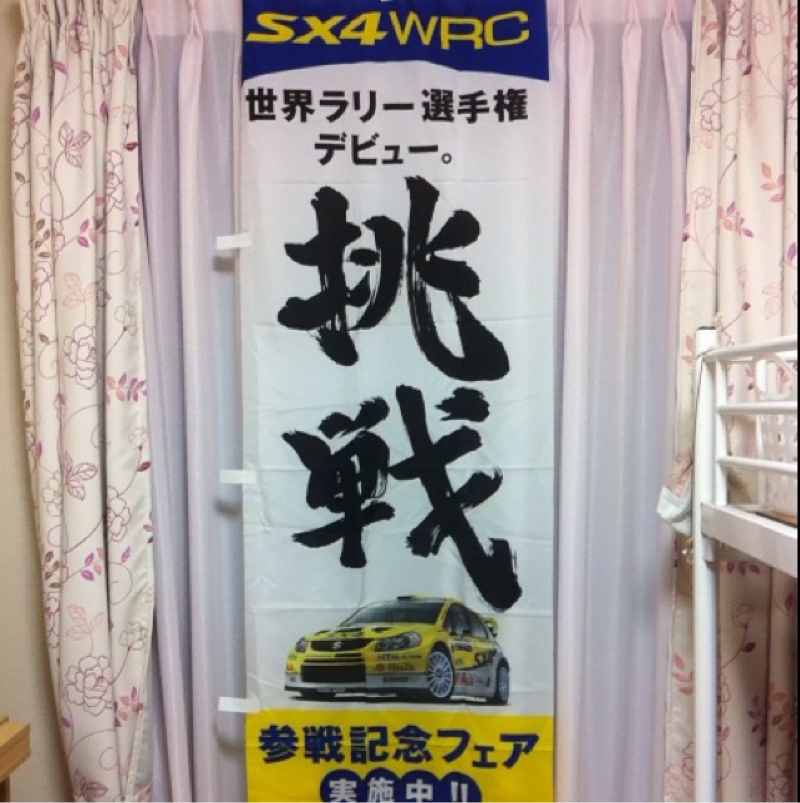 SX4WRC
世界ラリー選手権
デビュー。
挑
戦
参戦記念フェア
実施中!!